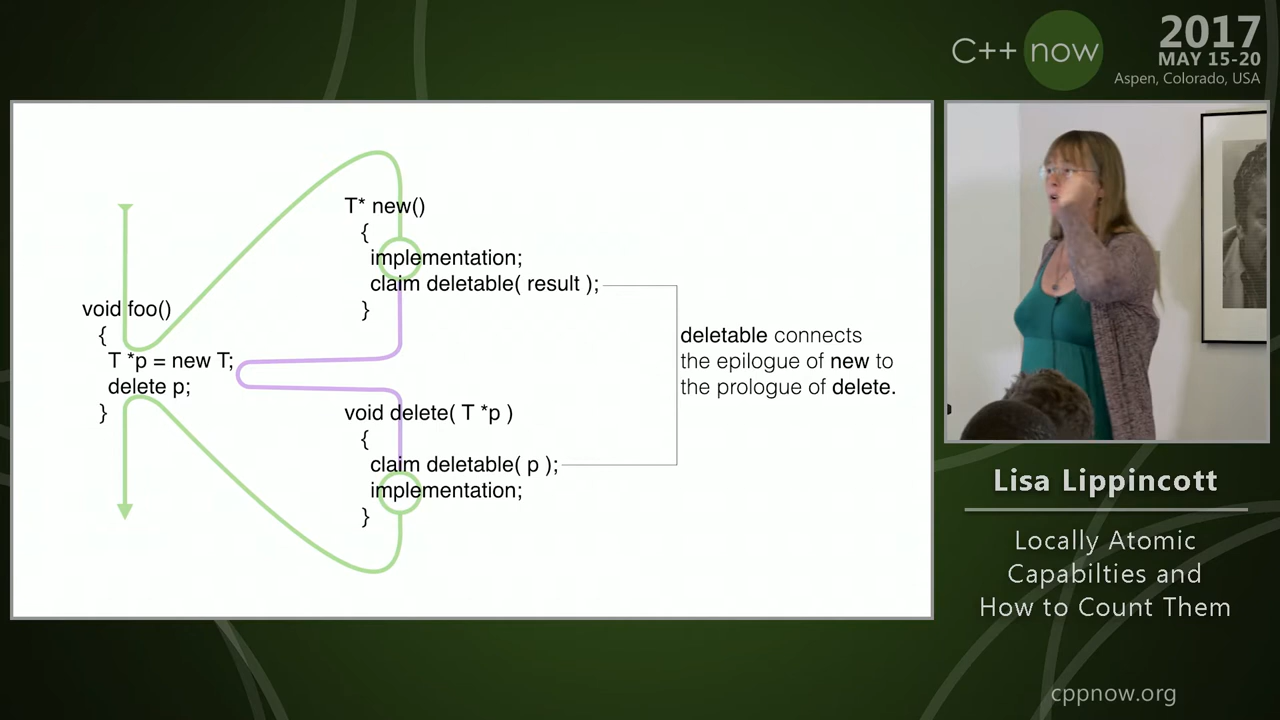 C++ now
2017
MAY 15-20
Aspen, Colorado, USA
T* new()
{
implementation;
claim deletable( result );
}
void foo()
{
T *p = new T;
delete p;
}
deletable connects
the epilogue of new to
the prologue of delete.
void delete( T *p )
{
claim deletable( p );
implementation;
}
Lisa Lippincott
Locally Atomic
Capabilties and
How to Count Them
cppnow.org